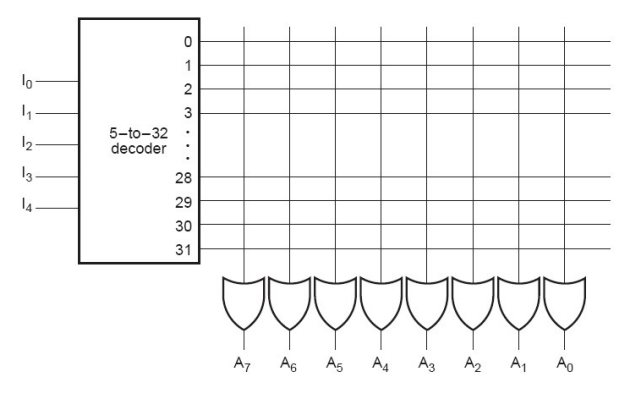 0
1
I₀
2
I₁
3
5–to–32
decoder
I₂
I₃
28
29
I₄
30
31
A₇ A₆ A₅ A₄ A₃ A₂ A₁ A₀